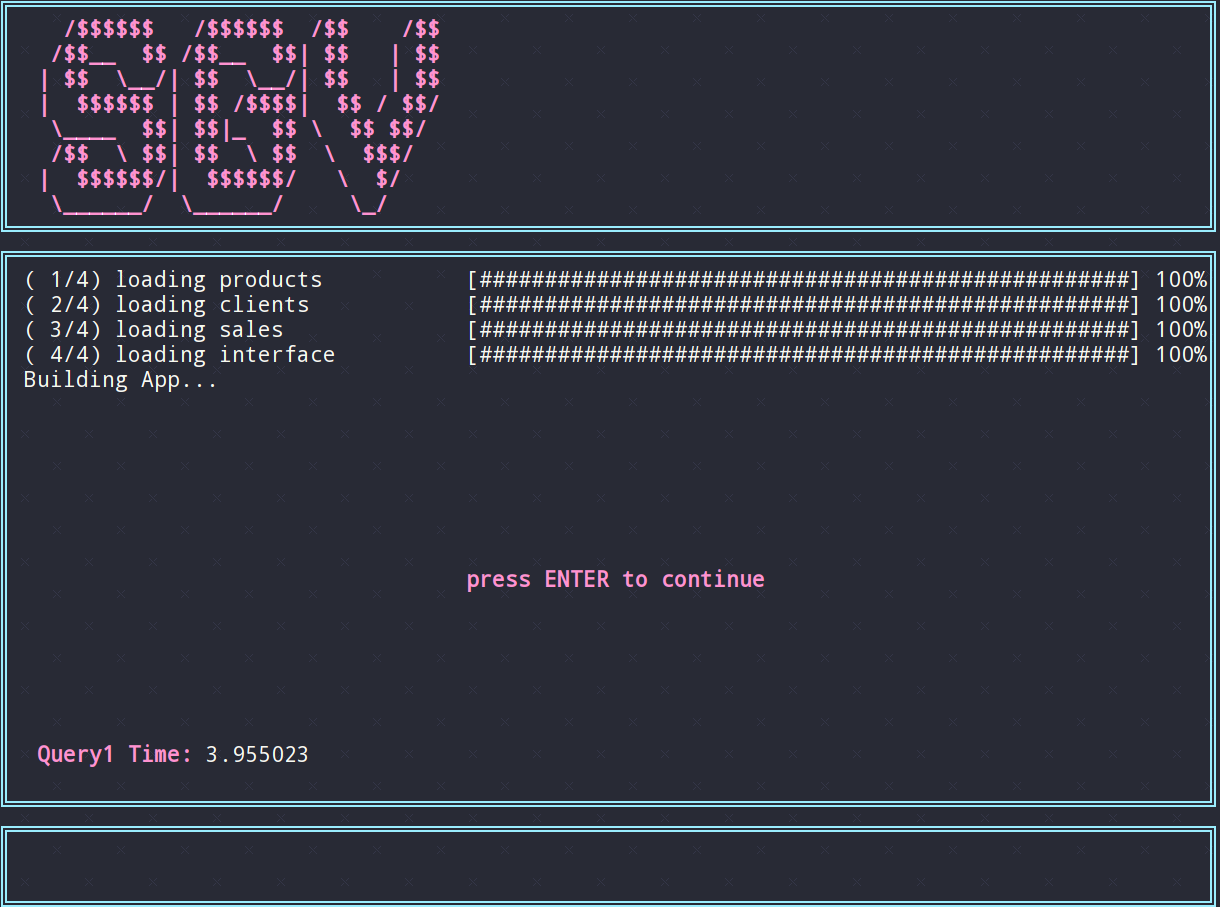 /$$$$$$   /$$$$$$  /$$    /$$
 /$$__  $$ /$$__  $$| $$   | $$
| $$  \__/| $$  \__/| $$   | $$
|  $$$$$$ | $$ /$$$$|  $$ / $$/
 \____  $$| $$|_  $$ \  $$ $$/
 /$$  \ $$| $$  \ $$  \  $$$/
|  $$$$$$/|  $$$$$$/   \  $/
 \______/  \______/     \_/
( 1/4) loading products           [##################################################] 100%
( 2/4) loading clients            [##################################################] 100%
( 3/4) loading sales              [##################################################] 100%
( 4/4) loading interface          [##################################################] 100%
Building App...
press ENTER to continue
Query1 Time: 3.955023